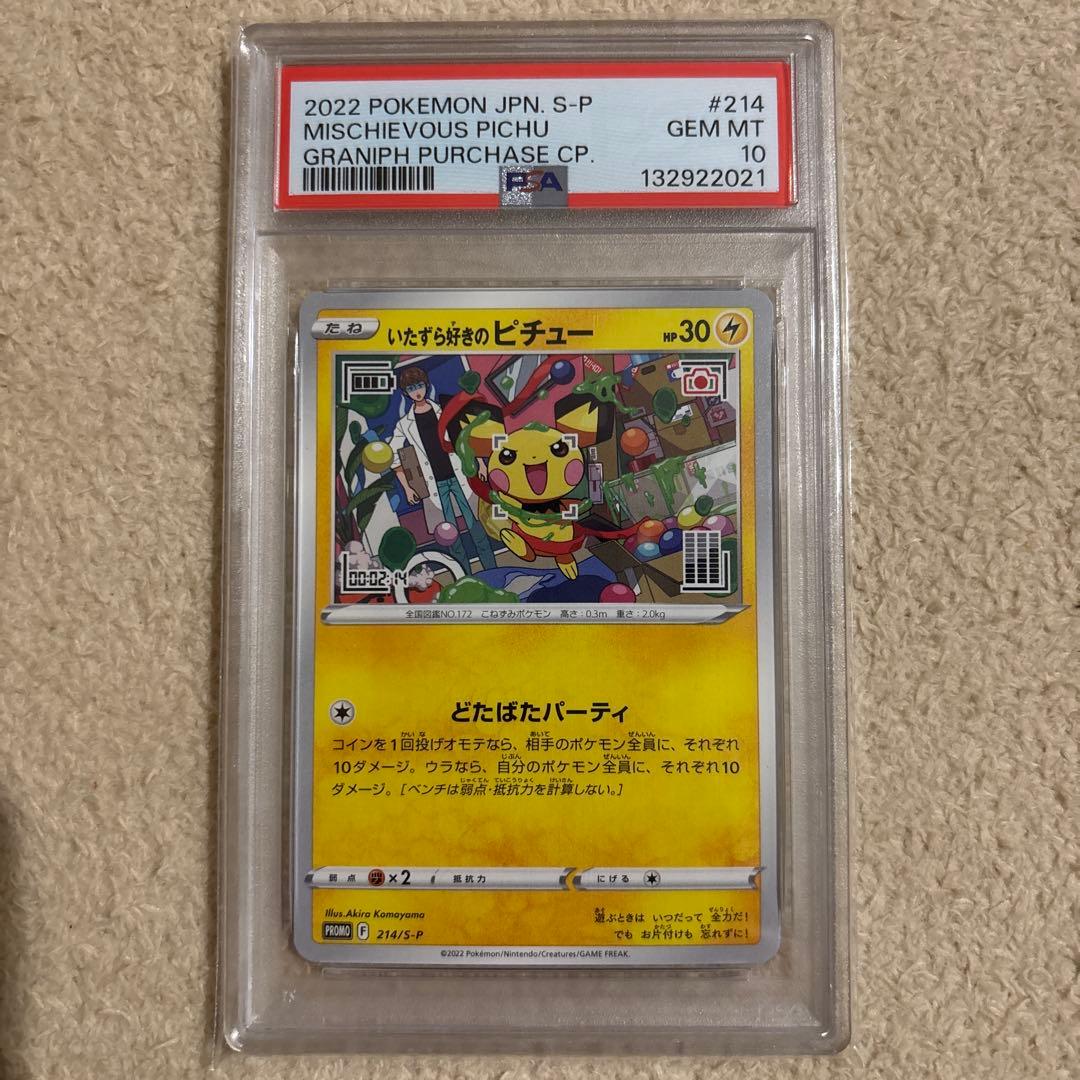 2022 POKEMON JPN. S-P #214
MISCHIEVOUS PICHU GEM MT
GRANIPH PURCHASE CP. 10
PSA 132922021
たね いたずら好きのピチュー HP30
00:02:14
全国図鑑NO.172 こねずみポケモン 高さ:0.3m 重さ:2.0kg
どたばたパーティ
コインを1回投げオモテなら、相手のポケモン全員に、それぞれ
10ダメージ。ウラなら、自分のポケモン全員に、それぞれ10
ダメージ。[ベンチは弱点・抵抗力を計算しない。]
弱点 ×2 抵抗力 にげる
Illus.Akira Komayama
遊ぶときは いつだって 全力だ!
でも お片付けも 忘れずに!
PROMO F 214/S-P
©2022 Pokémon/Nintendo/Creatures/GAME FREAK.